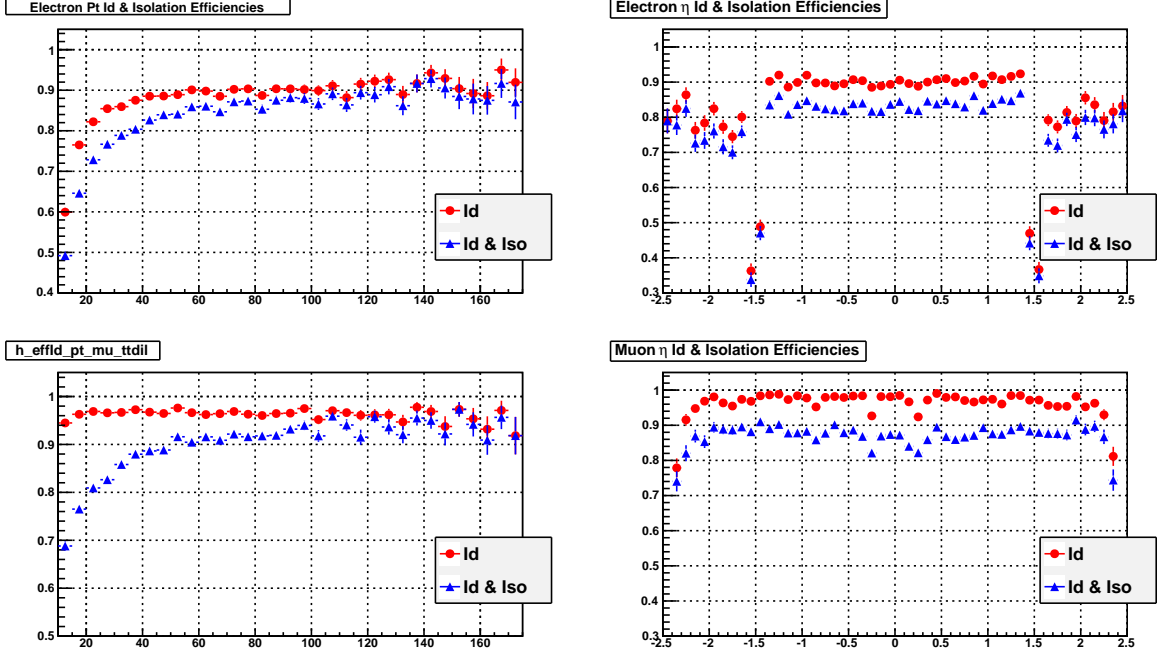 Electron Pt Id & Isolation Efficiencies
1
0.9
0.8
0.7
0.6
0.5
0.4
20 40 60 80 100 120 140 160
Id
Id & Iso
Electron η Id & Isolation Efficiencies
1
0.9
0.8
0.7
0.6
0.5
0.4
0.3
-2.5 -2 -1.5 -1 -0.5 0 0.5 1 1.5 2 2.5
Id
Id & Iso
h_effId_pt_mu_ttdil
1
0.9
0.8
0.7
0.6
0.5
20 40 60 80 100 120 140 160
Id
Id & Iso
Muon η Id & Isolation Efficiencies
1
0.9
0.8
0.7
0.6
0.5
0.4
0.3
-2.5 -2 -1.5 -1 -0.5 0 0.5 1 1.5 2 2.5
Id
Id & Iso